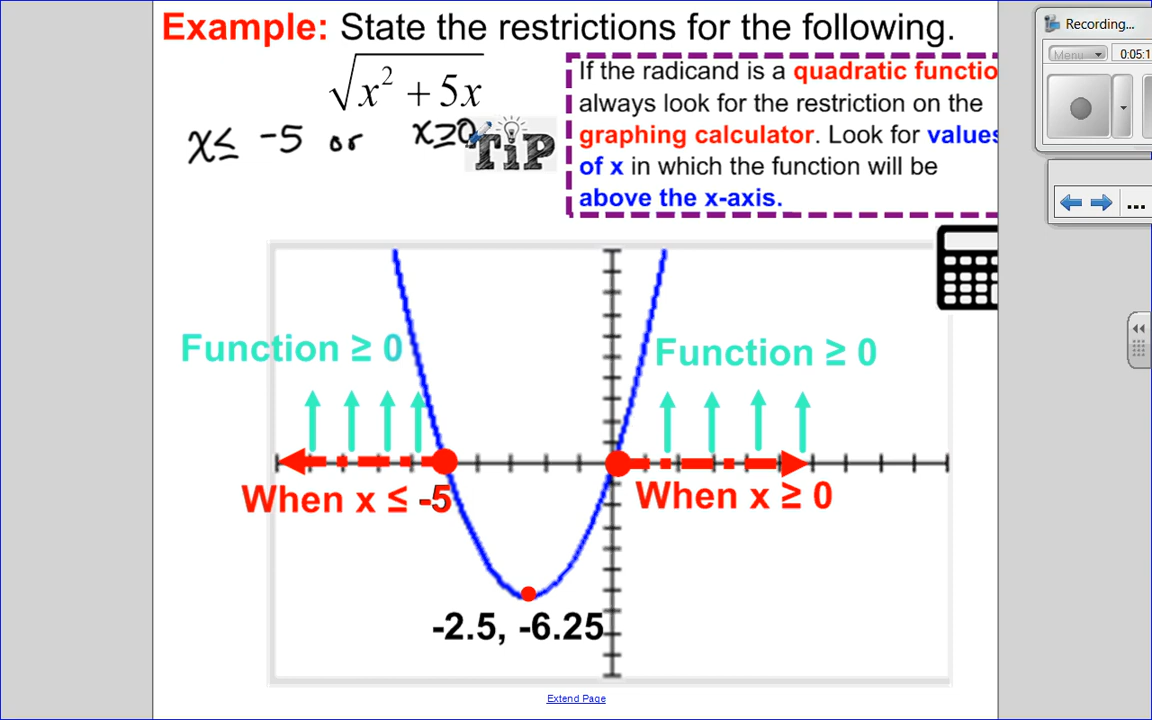 Example: State the restrictions for the following.
√x² + 5x
x ≤ -5 or x ≥ 0
TiP
If the radicand is a quadratic functio
always look for the restriction on the
graphing calculator. Look for values
of x in which the function will be
above the x-axis.
Function ≥ 0
Function ≥ 0
When x ≤ -5
When x ≥ 0
-2.5, -6.25
Extend Page
Recording...
Menu
0:05:1
...